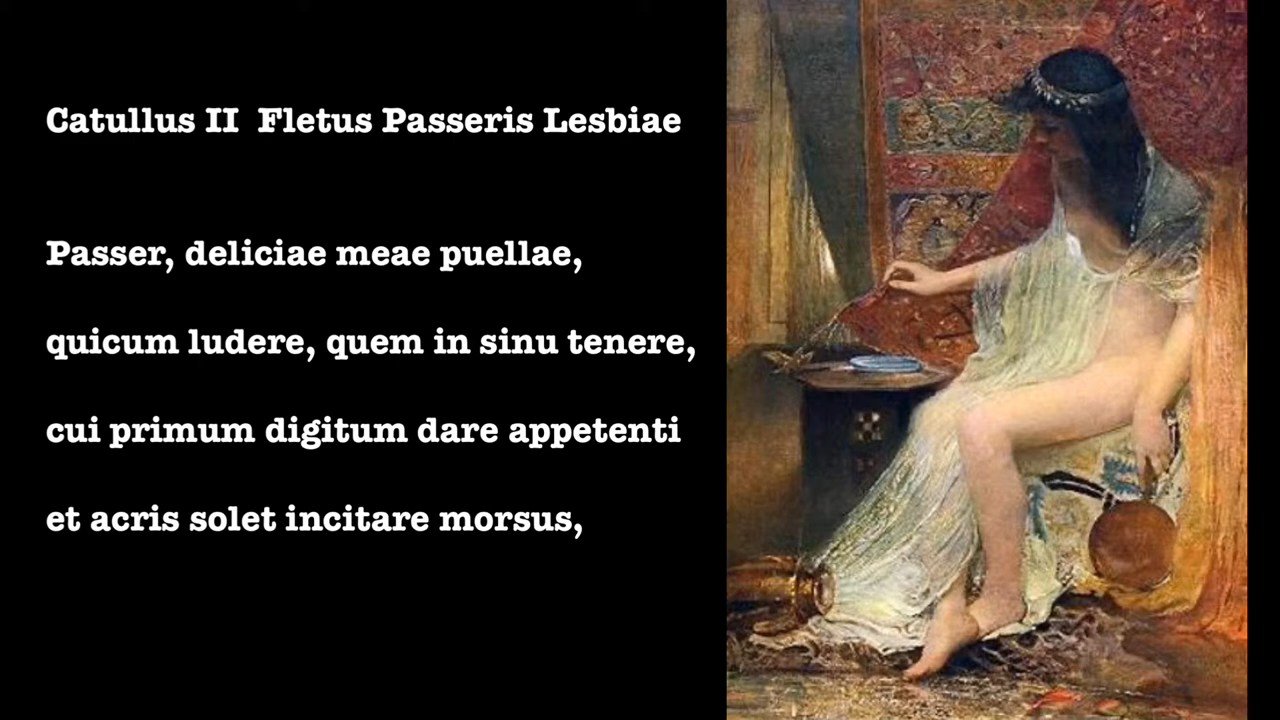 Catullus II Fletus Passeris Lesbiae
Passer, deliciae meae puellae,
quicum ludere, quem in sinu tenere,
cui primum digitum dare appetenti
et acris solet incitare morsus,